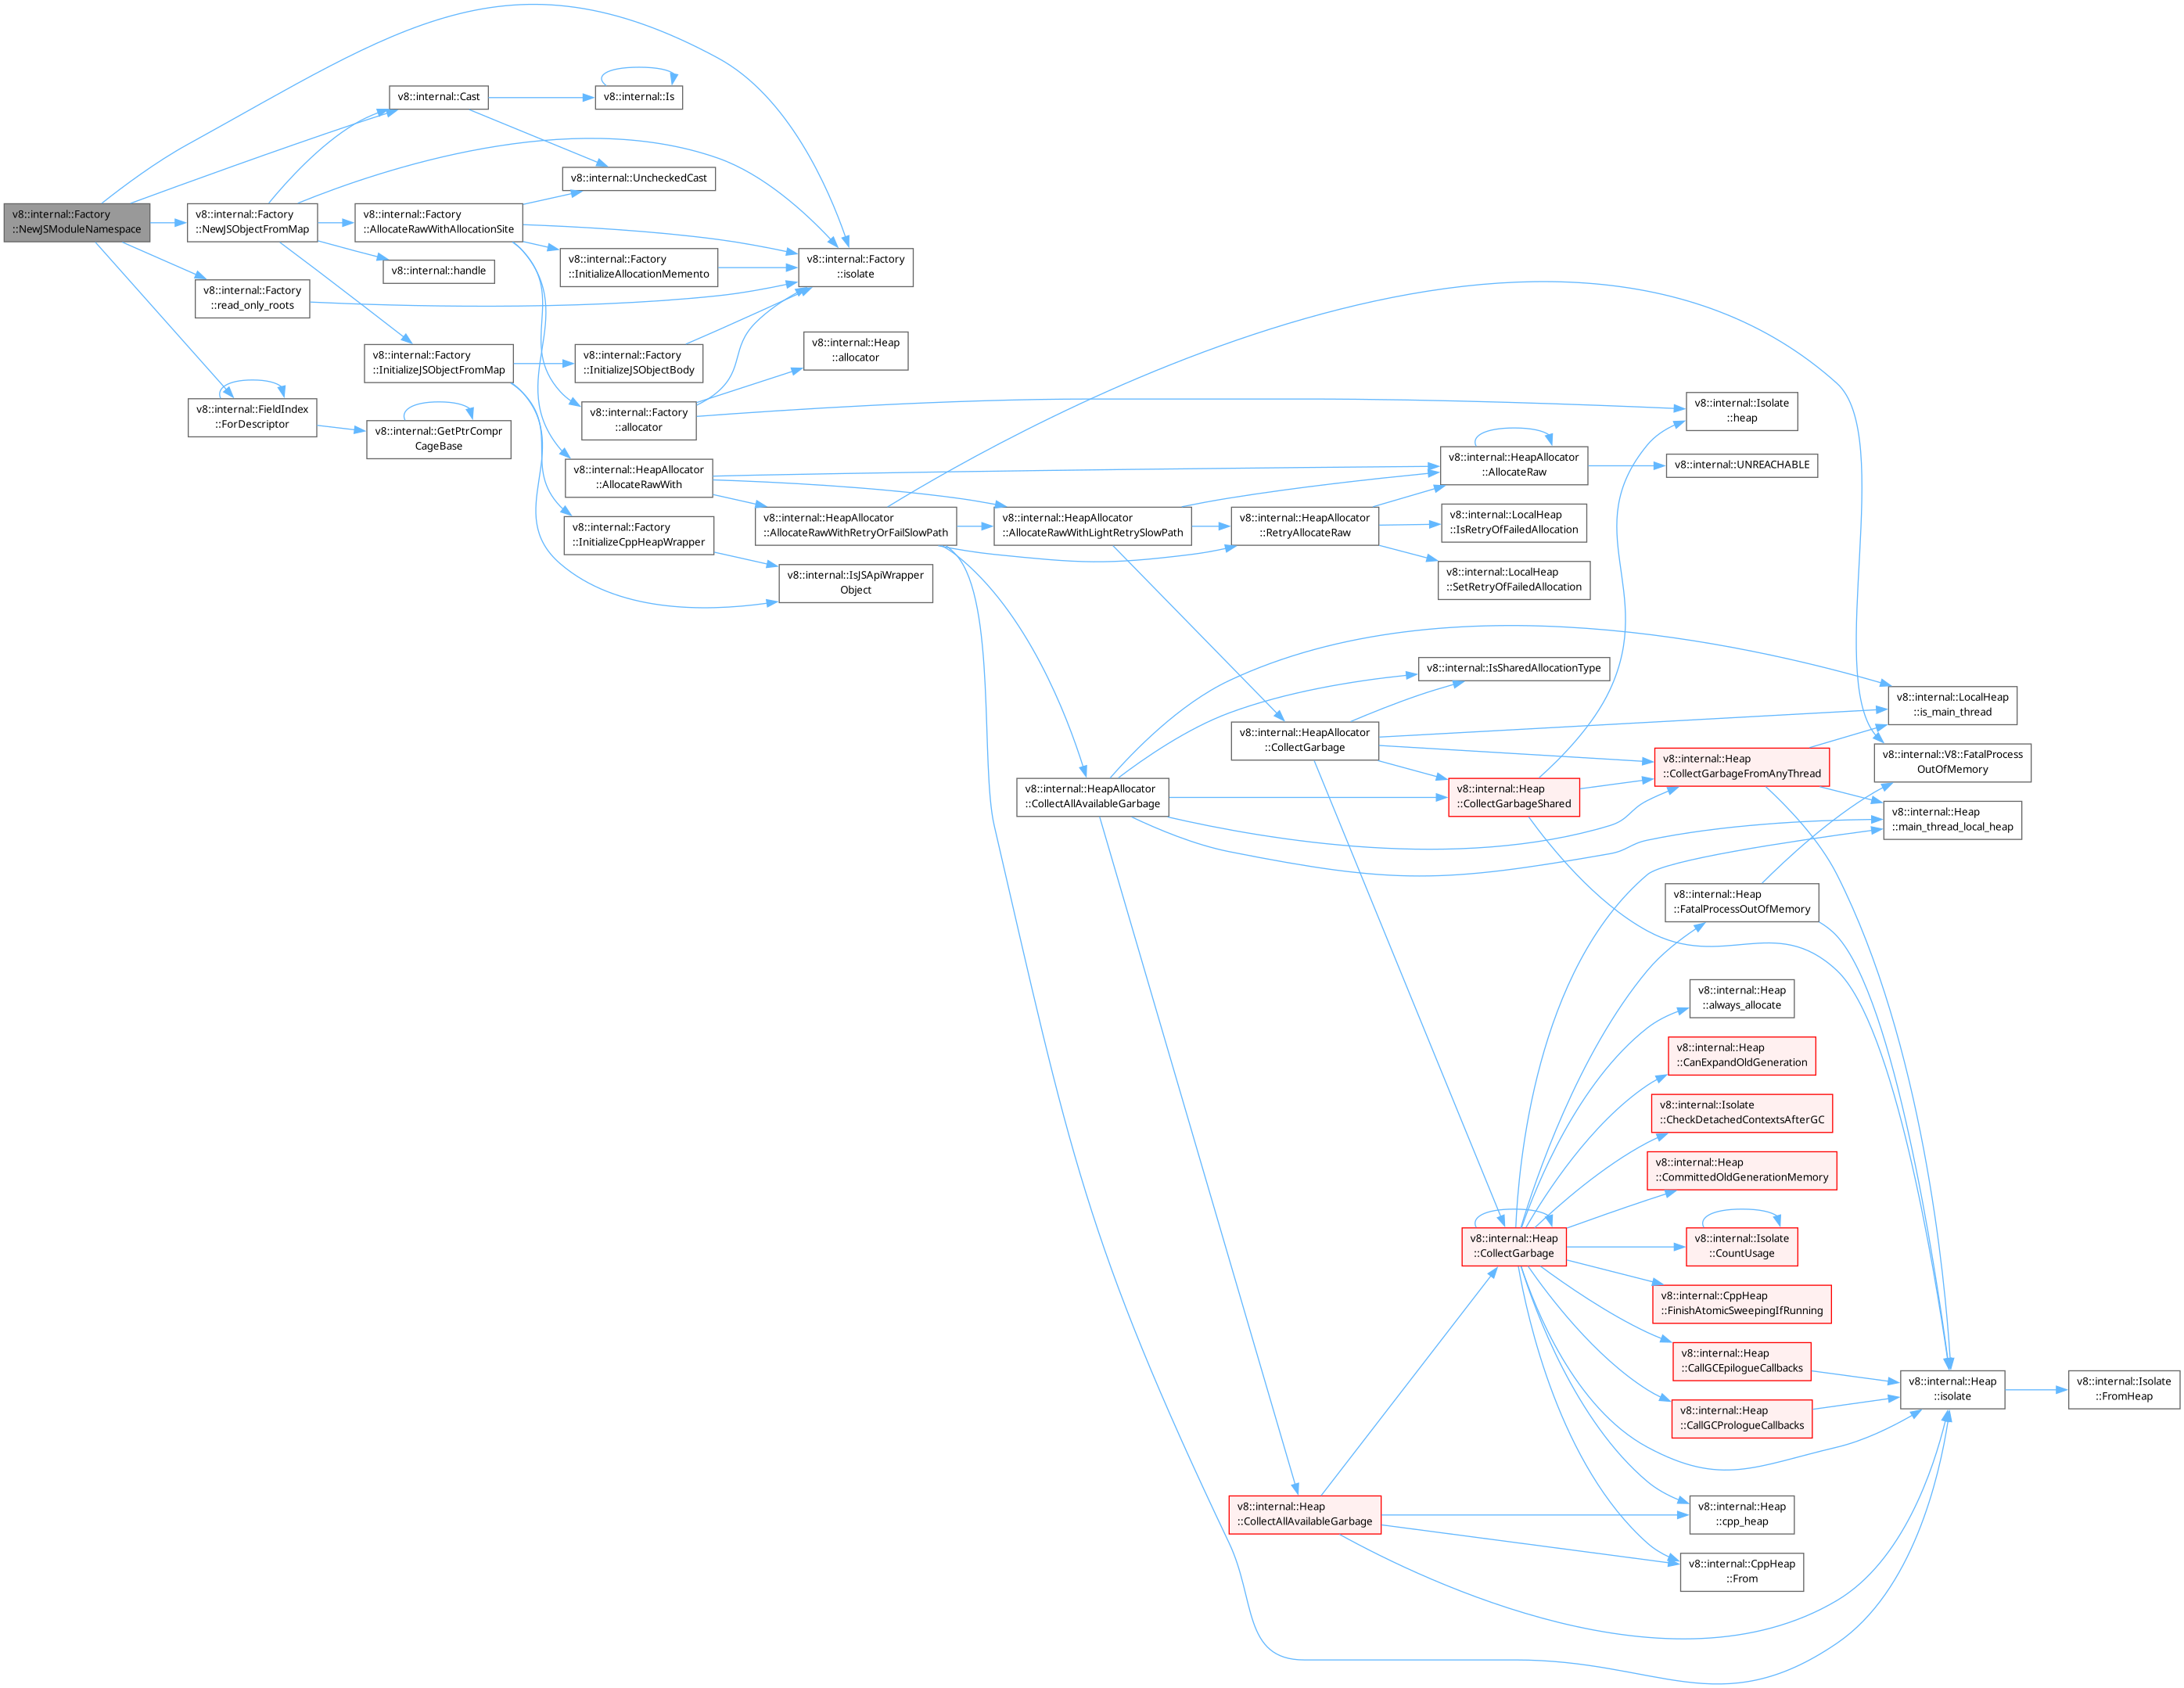 v8::internal::Factory
::NewJSModuleNamespace
v8::internal::Cast
v8::internal::Is
v8::internal::UncheckedCast
v8::internal::Factory
::NewJSObjectFromMap
v8::internal::Factory
::AllocateRawWithAllocationSite
v8::internal::handle
v8::internal::Factory
::InitializeAllocationMemento
v8::internal::Factory
::isolate
v8::internal::Factory
::read_only_roots
v8::internal::Factory
::InitializeJSObjectFromMap
v8::internal::Factory
::InitializeJSObjectBody
v8::internal::Heap
::allocator
v8::internal::FieldIndex
::ForDescriptor
v8::internal::GetPtrCompr
CageBase
v8::internal::Factory
::allocator
v8::internal::Isolate
::heap
v8::internal::HeapAllocator
::AllocateRawWith
v8::internal::HeapAllocator
::AllocateRaw
v8::internal::UNREACHABLE
v8::internal::Factory
::InitializeCppHeapWrapper
v8::internal::HeapAllocator
::AllocateRawWithRetryOrFailSlowPath
v8::internal::HeapAllocator
::AllocateRawWithLightRetrySlowPath
v8::internal::HeapAllocator
::RetryAllocateRaw
v8::internal::LocalHeap
::IsRetryOfFailedAllocation
v8::internal::IsJSApiWrapper
Object
v8::internal::LocalHeap
::SetRetryOfFailedAllocation
v8::internal::IsSharedAllocationType
v8::internal::LocalHeap
::is_main_thread
v8::internal::HeapAllocator
::CollectGarbage
v8::internal::Heap
::CollectGarbageFromAnyThread
v8::internal::V8::FatalProcess
OutOfMemory
v8::internal::HeapAllocator
::CollectAllAvailableGarbage
v8::internal::Heap
::CollectGarbageShared
v8::internal::Heap
::main_thread_local_heap
v8::internal::Heap
::FatalProcessOutOfMemory
v8::internal::Heap
::always_allocate
v8::internal::Heap
::CanExpandOldGeneration
v8::internal::Isolate
::CheckDetachedContextsAfterGC
v8::internal::Heap
::CommittedOldGenerationMemory
v8::internal::Heap
::CollectGarbage
v8::internal::Isolate
::CountUsage
v8::internal::CppHeap
::FinishAtomicSweepingIfRunning
v8::internal::Heap
::CallGCEpilogueCallbacks
v8::internal::Heap
::CallGCPrologueCallbacks
v8::internal::Heap
::isolate
v8::internal::Isolate
::FromHeap
v8::internal::Heap
::CollectAllAvailableGarbage
v8::internal::Heap
::cpp_heap
v8::internal::CppHeap
::From